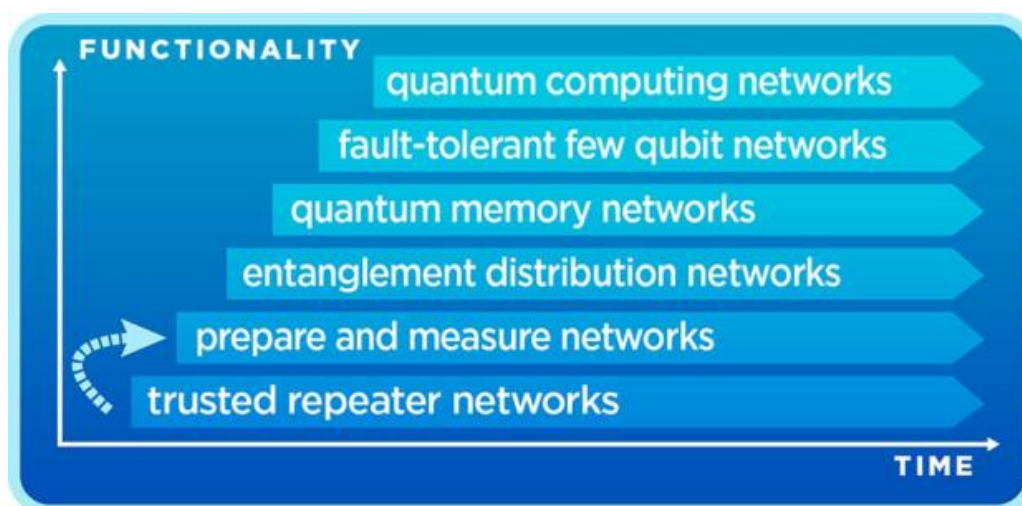 FUNCTIONALITY
quantum computing networks
fault-tolerant few qubit networks
quantum memory networks
entanglement distribution networks
prepare and measure networks
trusted repeater networks
TIME